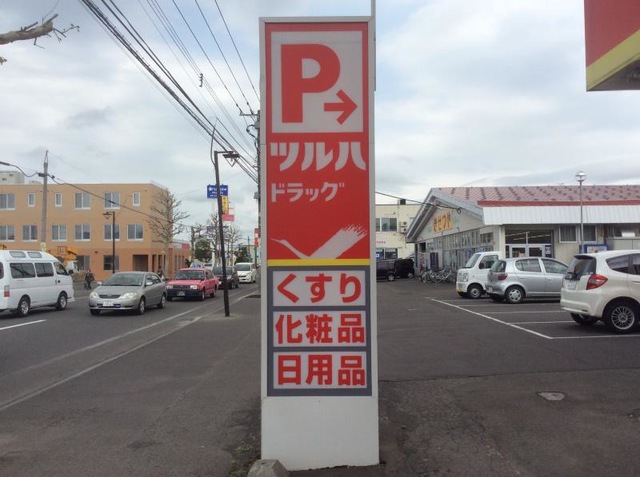 P
ツルハ
ドラッグ
くすり
化粧品
日用品